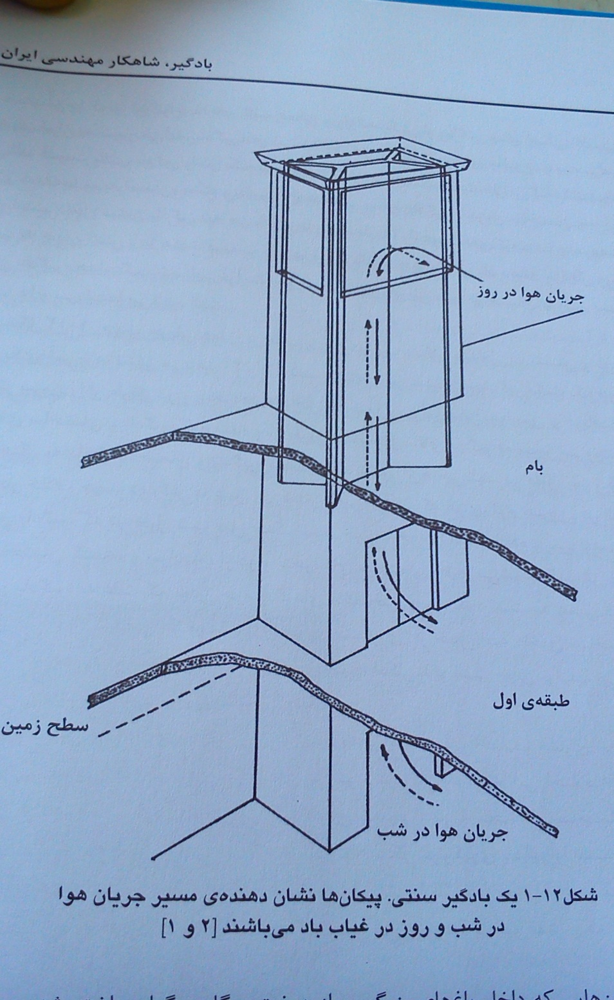 بادگیر، شاهکار مهندسی ایران
جریان هوا در روز
بام
طبقه‌ی اول
سطح زمین
جریان هوا در شب
شکل۱۲-۱ یک بادگیر سنتی. پیکان‌ها نشان دهنده‌ی مسیر جریان هوا
در شب و روز در غیاب باد می‌باشند [۲ و ۱]